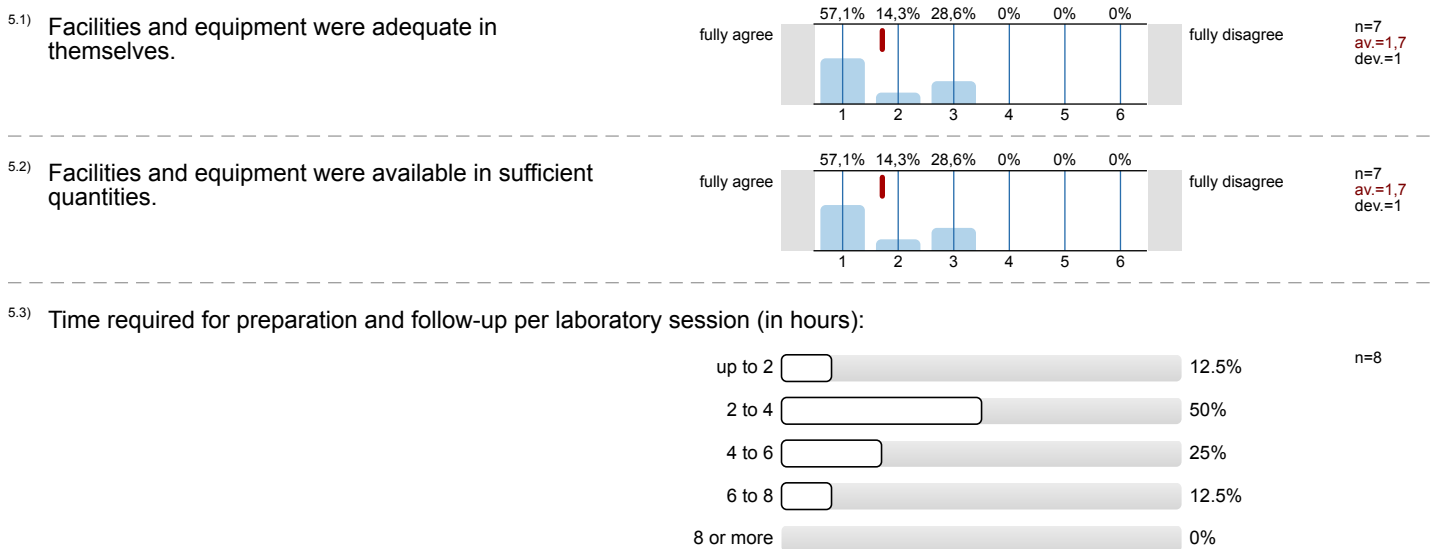 5.1) Facilities and equipment were adequate in
themselves.
57,1% 14,3% 28,6% 0% 0% 0%
fully agree
fully disagree
n=7
av.=1,7
dev.=1
1 2 3 4 5 6
5.2) Facilities and equipment were available in sufficient
quantities.
57,1% 14,3% 28,6% 0% 0% 0%
fully agree
fully disagree
n=7
av.=1,7
dev.=1
1 2 3 4 5 6
5.3) Time required for preparation and follow-up per laboratory session (in hours):
up to 2 12.5% n=8
2 to 4 50%
4 to 6 25%
6 to 8 12.5%
8 or more 0%